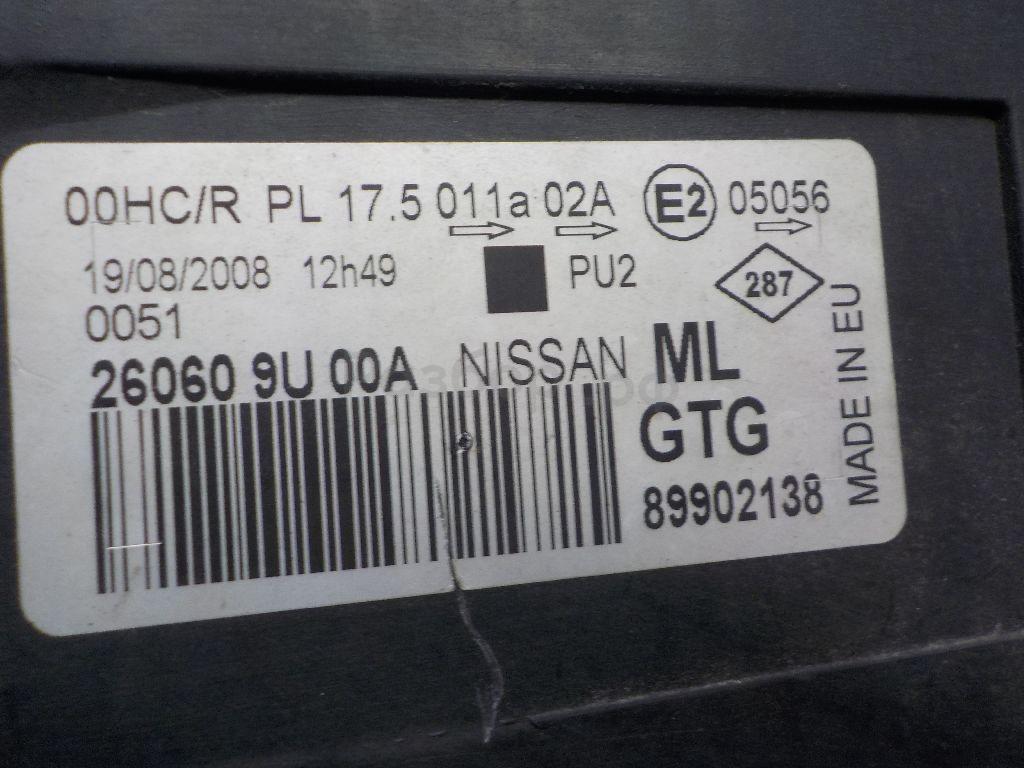 00HC/R PL 17.5 011a 02A E2 05056
19/08/2008 12h49 PU2 287
0051
26060 9U 00A NISSAN ML
GTG
89902138
MADE IN EU